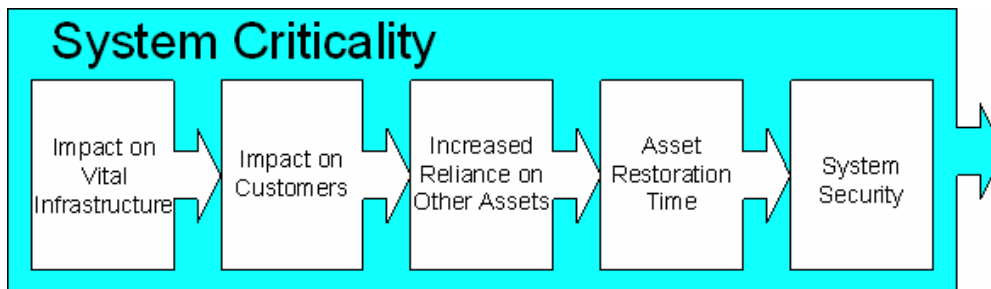 System Criticality
Impact on
Vital
Infrastructure
Impact on
Customers
Increased
Reliance on
Other Assets
Asset
Restoration
Time
System
Security